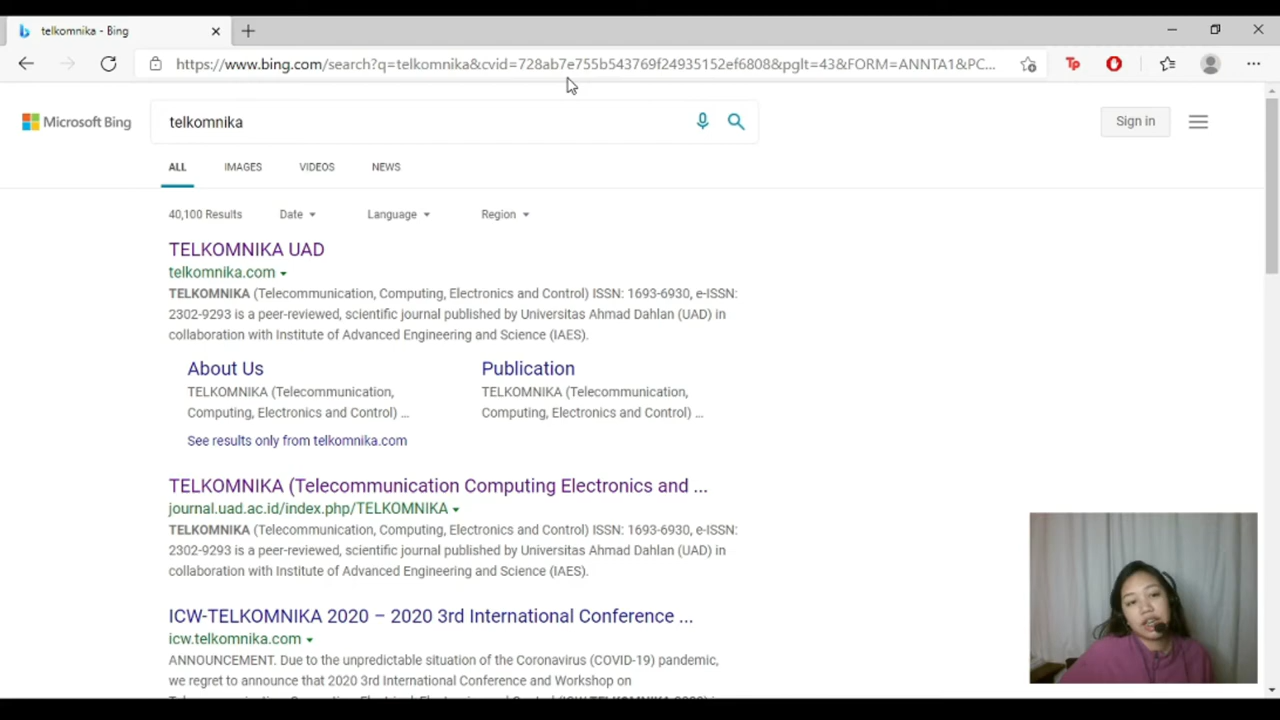 telkomnika - Bing
https://www.bing.com/search?q=telkomnika&cvid=728ab7e755b543769f24935152ef6808&pglt=43&FORM=ANNTA1&PC...
Microsoft Bing
telkomnika
Sign in
ALL IMAGES VIDEOS NEWS
40,100 Results Date Language Region
TELKOMNIKA UAD
telkomnika.com
TELKOMNIKA (Telecommunication, Computing, Electronics and Control) ISSN: 1693-6930, e-ISSN:
2302-9293 is a peer-reviewed, scientific journal published by Universitas Ahmad Dahlan (UAD) in
collaboration with Institute of Advanced Engineering and Science (IAES).
About Us
TELKOMNIKA (Telecommunication,
Computing, Electronics and Control) ...
Publication
TELKOMNIKA (Telecommunication,
Computing, Electronics and Control) ...
See results only from telkomnika.com
TELKOMNIKA (Telecommunication Computing Electronics and ...
journal.uad.ac.id/index.php/TELKOMNIKA
TELKOMNIKA (Telecommunication, Computing, Electronics and Control) ISSN: 1693-6930, e-ISSN:
2302-9293 is a peer-reviewed, scientific journal published by Universitas Ahmad Dahlan (UAD) in
collaboration with Institute of Advanced Engineering and Science (IAES).
ICW-TELKOMNIKA 2020 – 2020 3rd International Conference ...
icw.telkomnika.com
ANNOUNCEMENT. Due to the unpredictable situation of the Coronavirus (COVID-19) pandemic,
we regret to announce that 2020 3rd International Conference and Workshop on